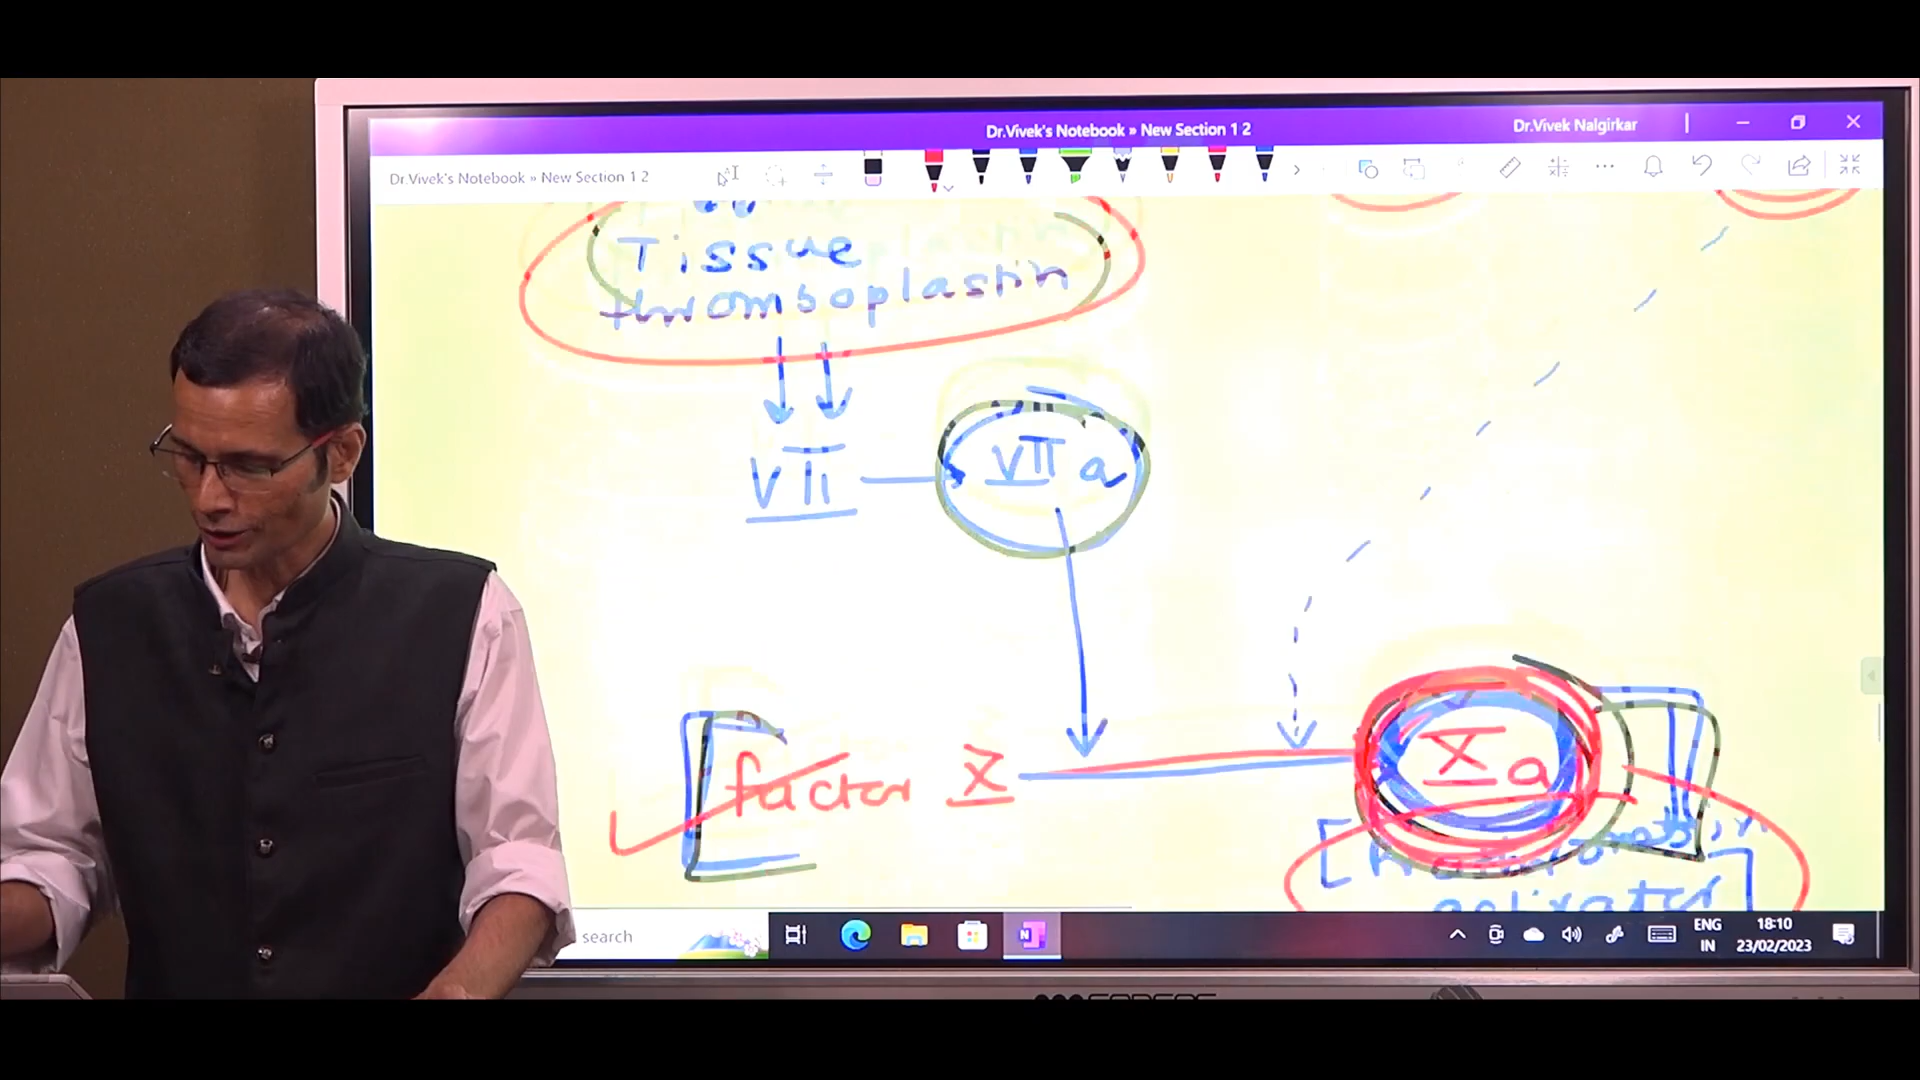 Dr.Vivek's Notebook » New Section 1 2
Dr.Vivek Nalgirkar
Dr.Vivek's Notebook » New Section 1 2
Tissue
thromboplastin
VII
VII a
factor X
X a
search
ENG
IN
18:10
23/02/2023